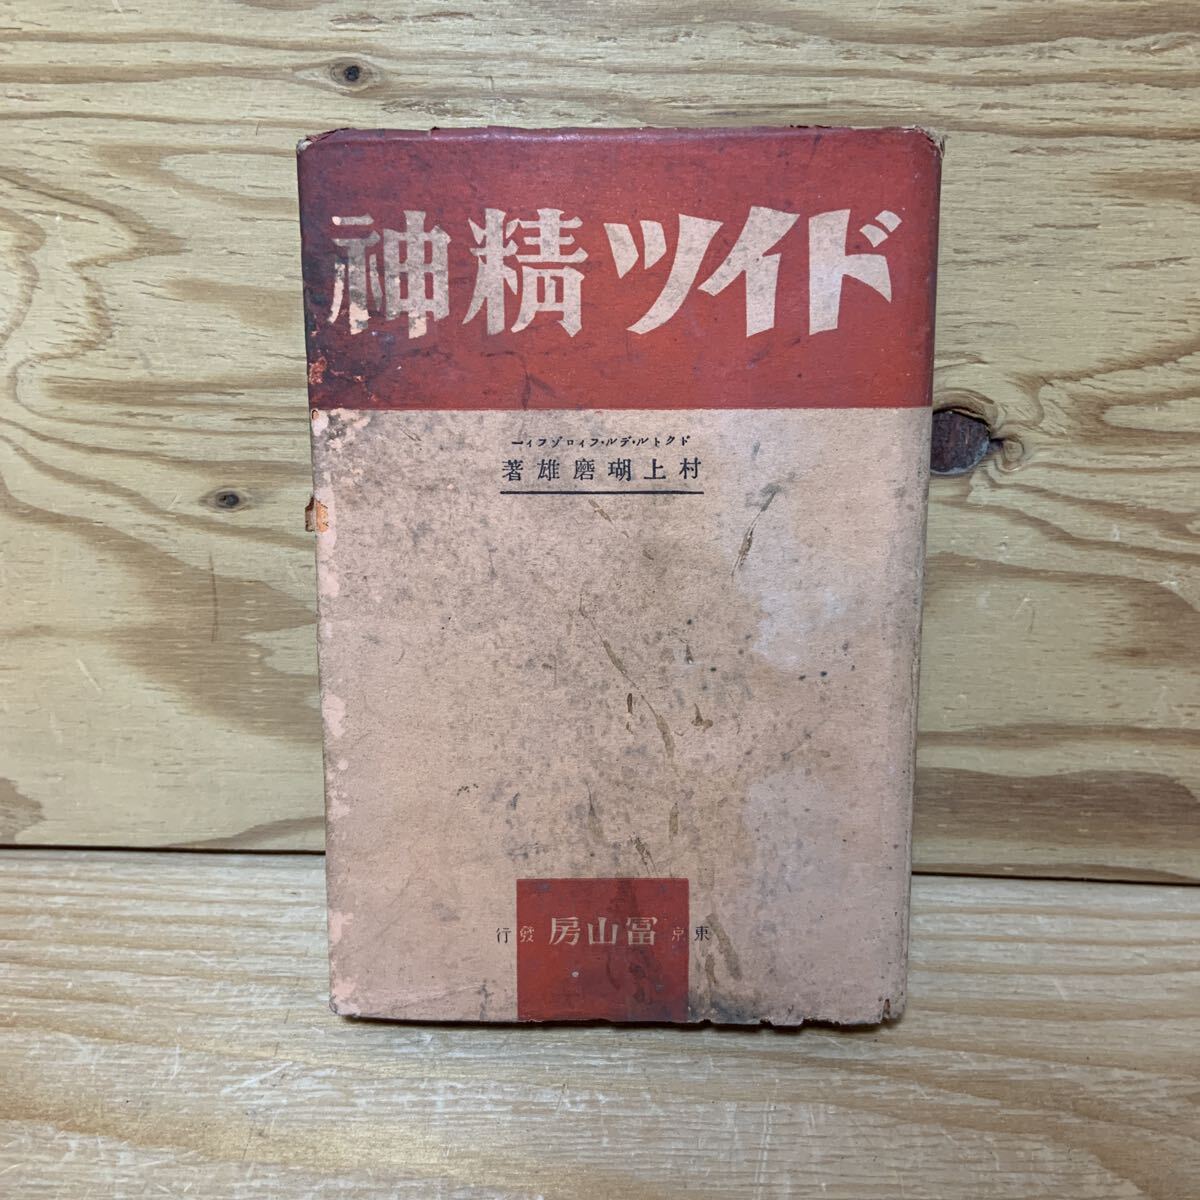 ドイツ精神
ドクトル・デル・フィロゾフィー
村上瑚磨雄著
東京冨山房發行